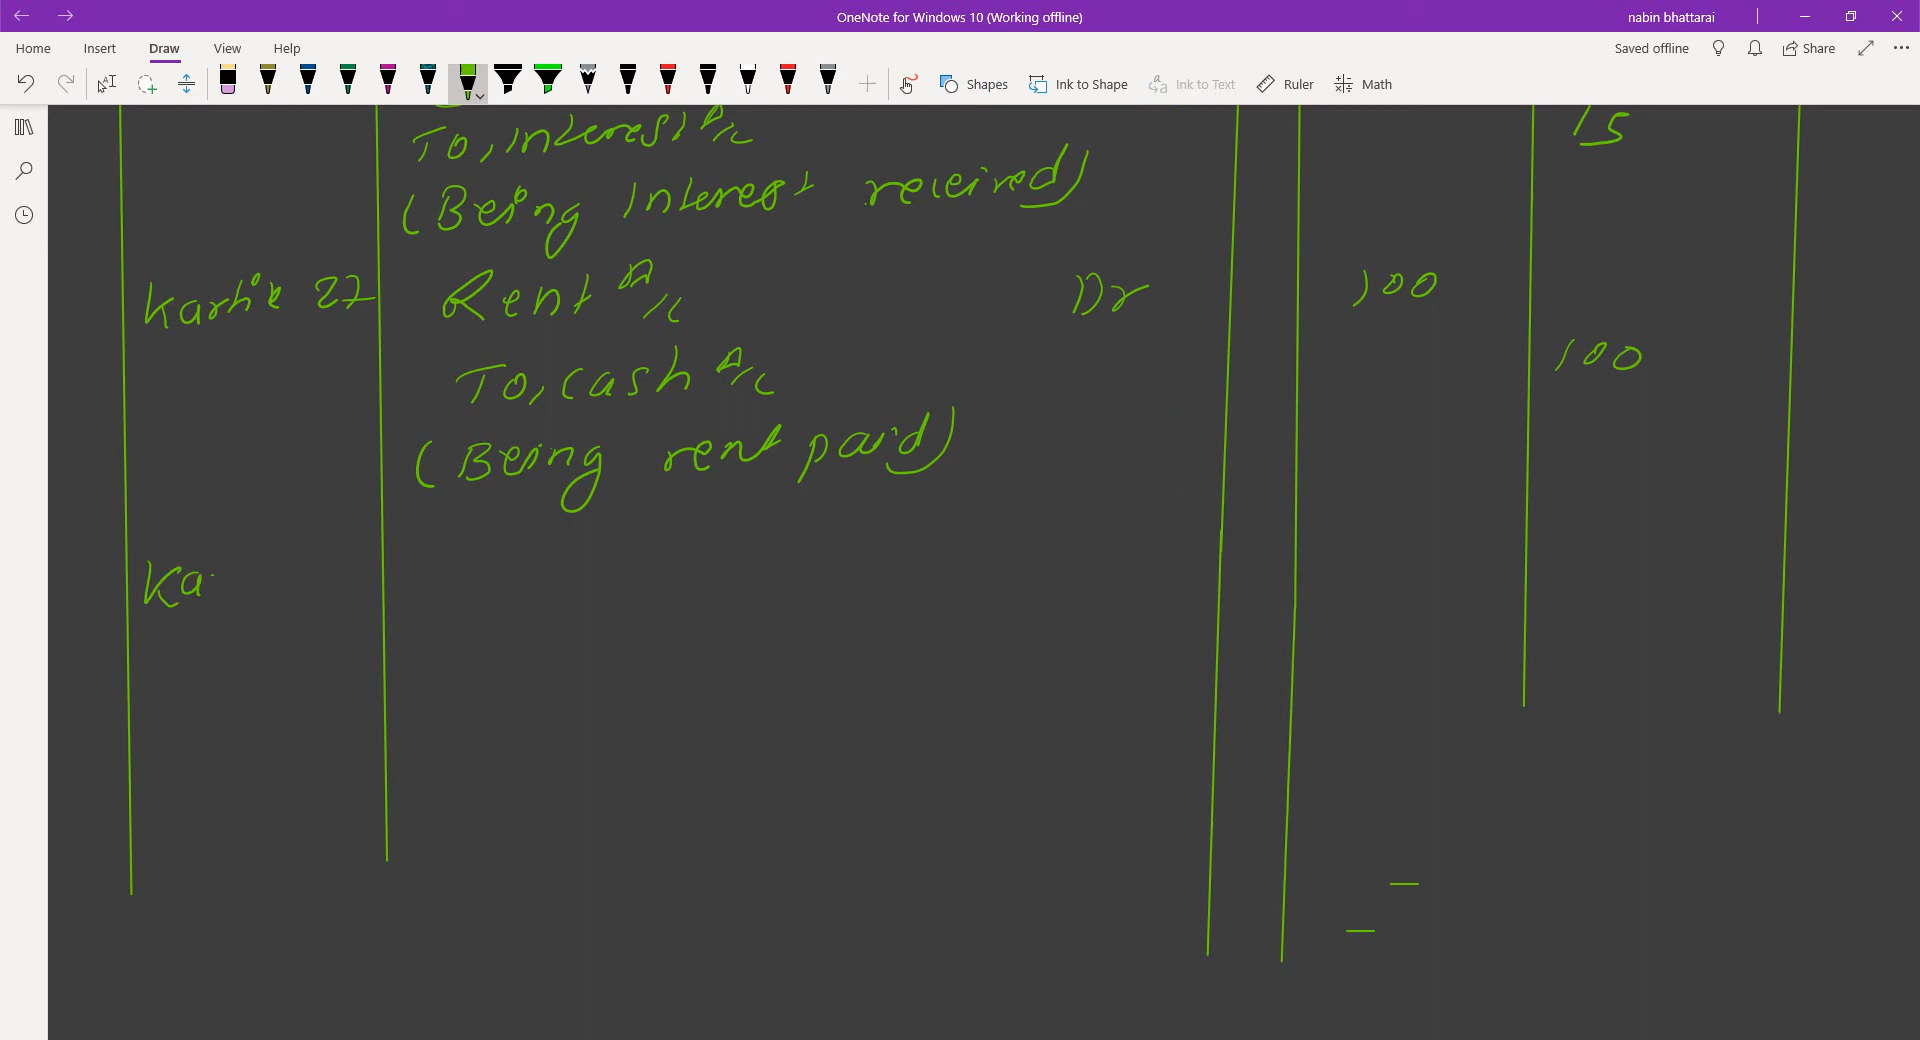 OneNote for Windows 10 (Working offline)
nabin bhattarai
Home Insert Draw View Help
Saved offline Share
Shapes Ink to Shape Ink to Text Ruler Math
To, interest A/c 15
(Being Interest received)
Kartik 27 Rent A/c Dr 100
To, cash A/c 100
(Being rent paid)
Ka